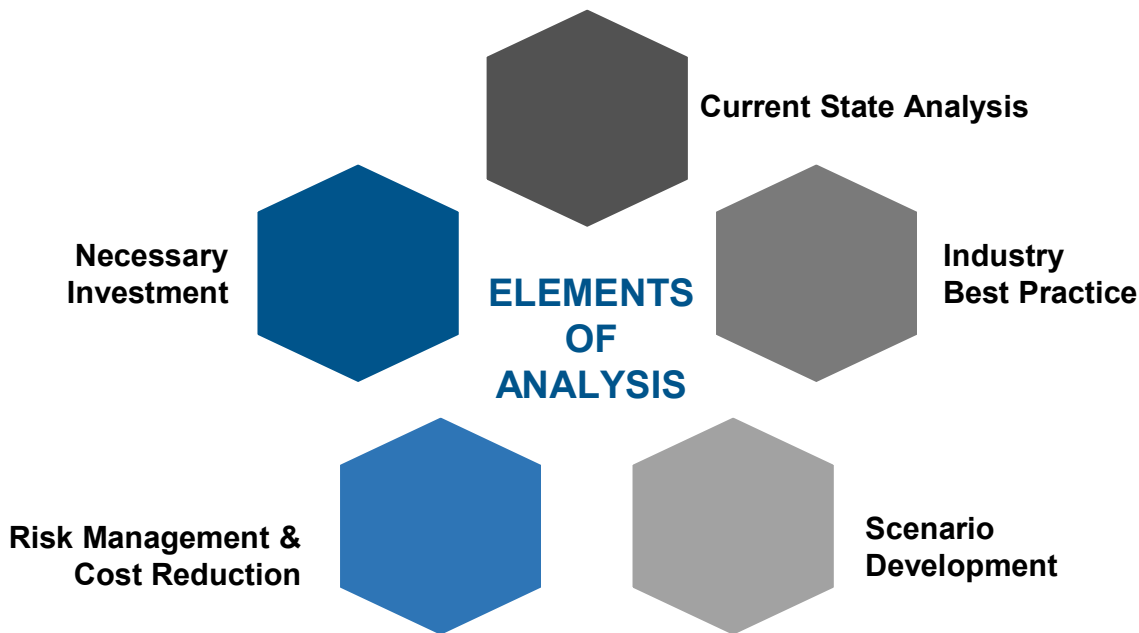 Current State Analysis
Necessary
Investment
Industry
Best Practice
ELEMENTS
OF
ANALYSIS
Risk Management &
Cost Reduction
Scenario
Development